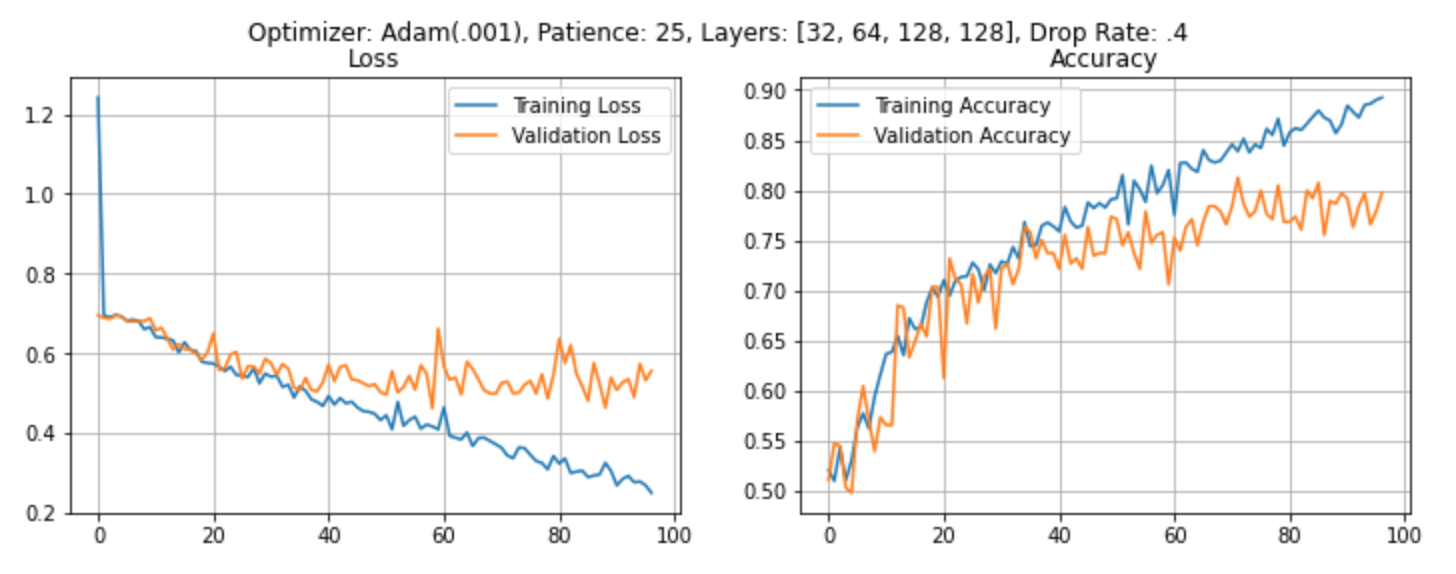 Optimizer: Adam(.001), Patience: 25, Layers: [32, 64, 128, 128], Drop Rate: .4
Loss
Training Loss
Validation Loss
1.2
1.0
0.8
0.6
0.4
0.2
0 20 40 60 80 100
Accuracy
Training Accuracy
Validation Accuracy
0.90
0.85
0.80
0.75
0.70
0.65
0.60
0.55
0.50
0 20 40 60 80 100